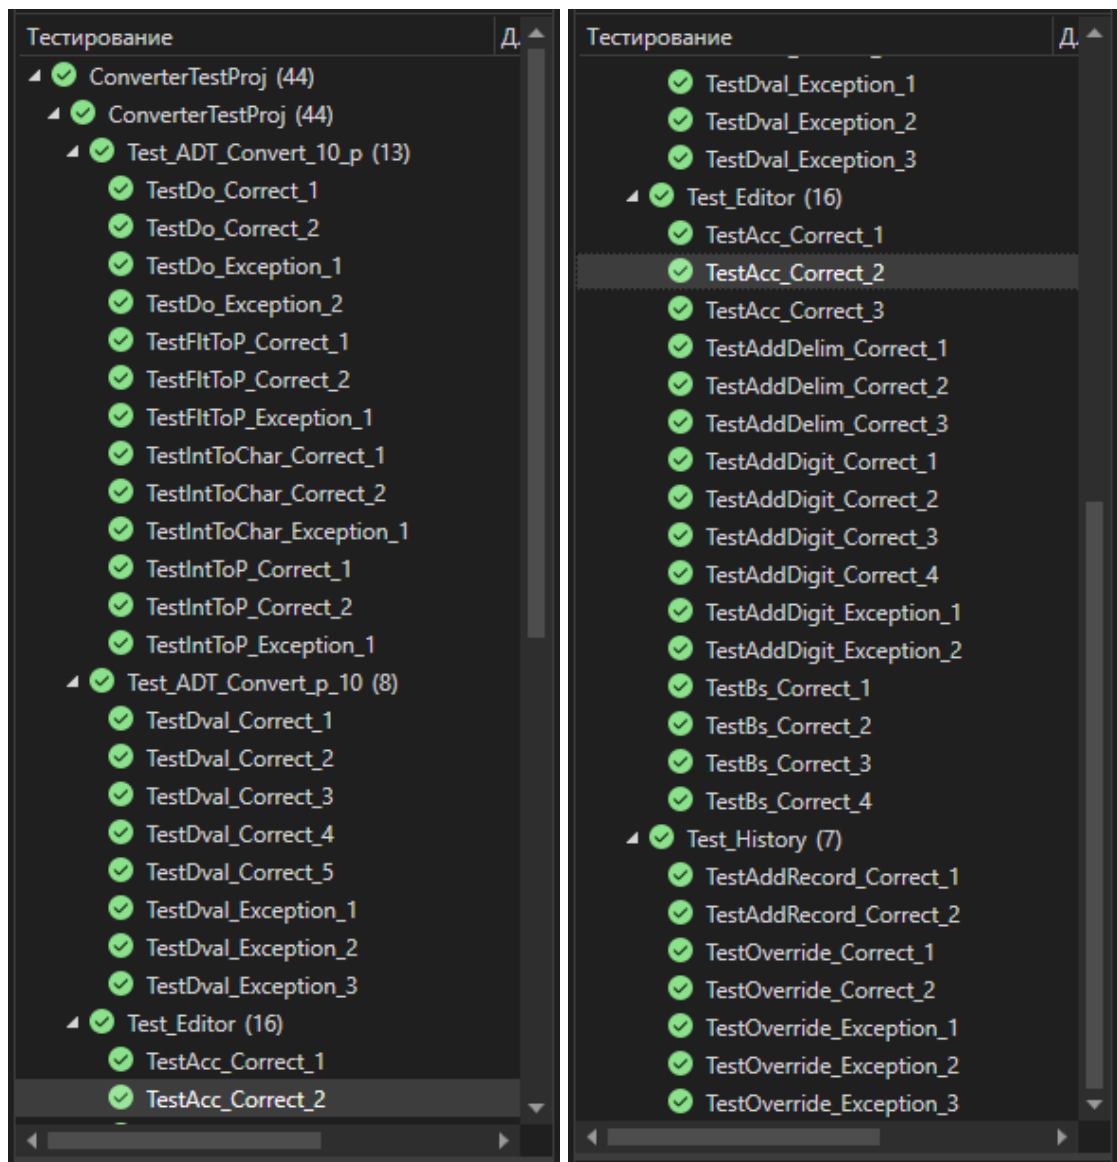 Тестирование
Д.
ConverterTestProj (44)
ConverterTestProj (44)
Test_ADT_Convert_10_p (13)
TestDo_Correct_1
TestDo_Correct_2
TestDo_Exception_1
TestDo_Exception_2
TestFltToP_Correct_1
TestFltToP_Correct_2
TestFltToP_Exception_1
TestIntToChar_Correct_1
TestIntToChar_Correct_2
TestIntToChar_Exception_1
TestIntToP_Correct_1
TestIntToP_Correct_2
TestIntToP_Exception_1
Test_ADT_Convert_p_10 (8)
TestDval_Correct_1
TestDval_Correct_2
TestDval_Correct_3
TestDval_Correct_4
TestDval_Correct_5
TestDval_Exception_1
TestDval_Exception_2
TestDval_Exception_3
Test_Editor (16)
TestAcc_Correct_1
TestAcc_Correct_2
Тестирование
Д.
TestDval_Exception_1
TestDval_Exception_2
TestDval_Exception_3
Test_Editor (16)
TestAcc_Correct_1
TestAcc_Correct_2
TestAcc_Correct_3
TestAddDelim_Correct_1
TestAddDelim_Correct_2
TestAddDelim_Correct_3
TestAddDigit_Correct_1
TestAddDigit_Correct_2
TestAddDigit_Correct_3
TestAddDigit_Correct_4
TestAddDigit_Exception_1
TestAddDigit_Exception_2
TestBs_Correct_1
TestBs_Correct_2
TestBs_Correct_3
TestBs_Correct_4
Test_History (7)
TestAddRecord_Correct_1
TestAddRecord_Correct_2
TestOverride_Correct_1
TestOverride_Correct_2
TestOverride_Exception_1
TestOverride_Exception_2
TestOverride_Exception_3